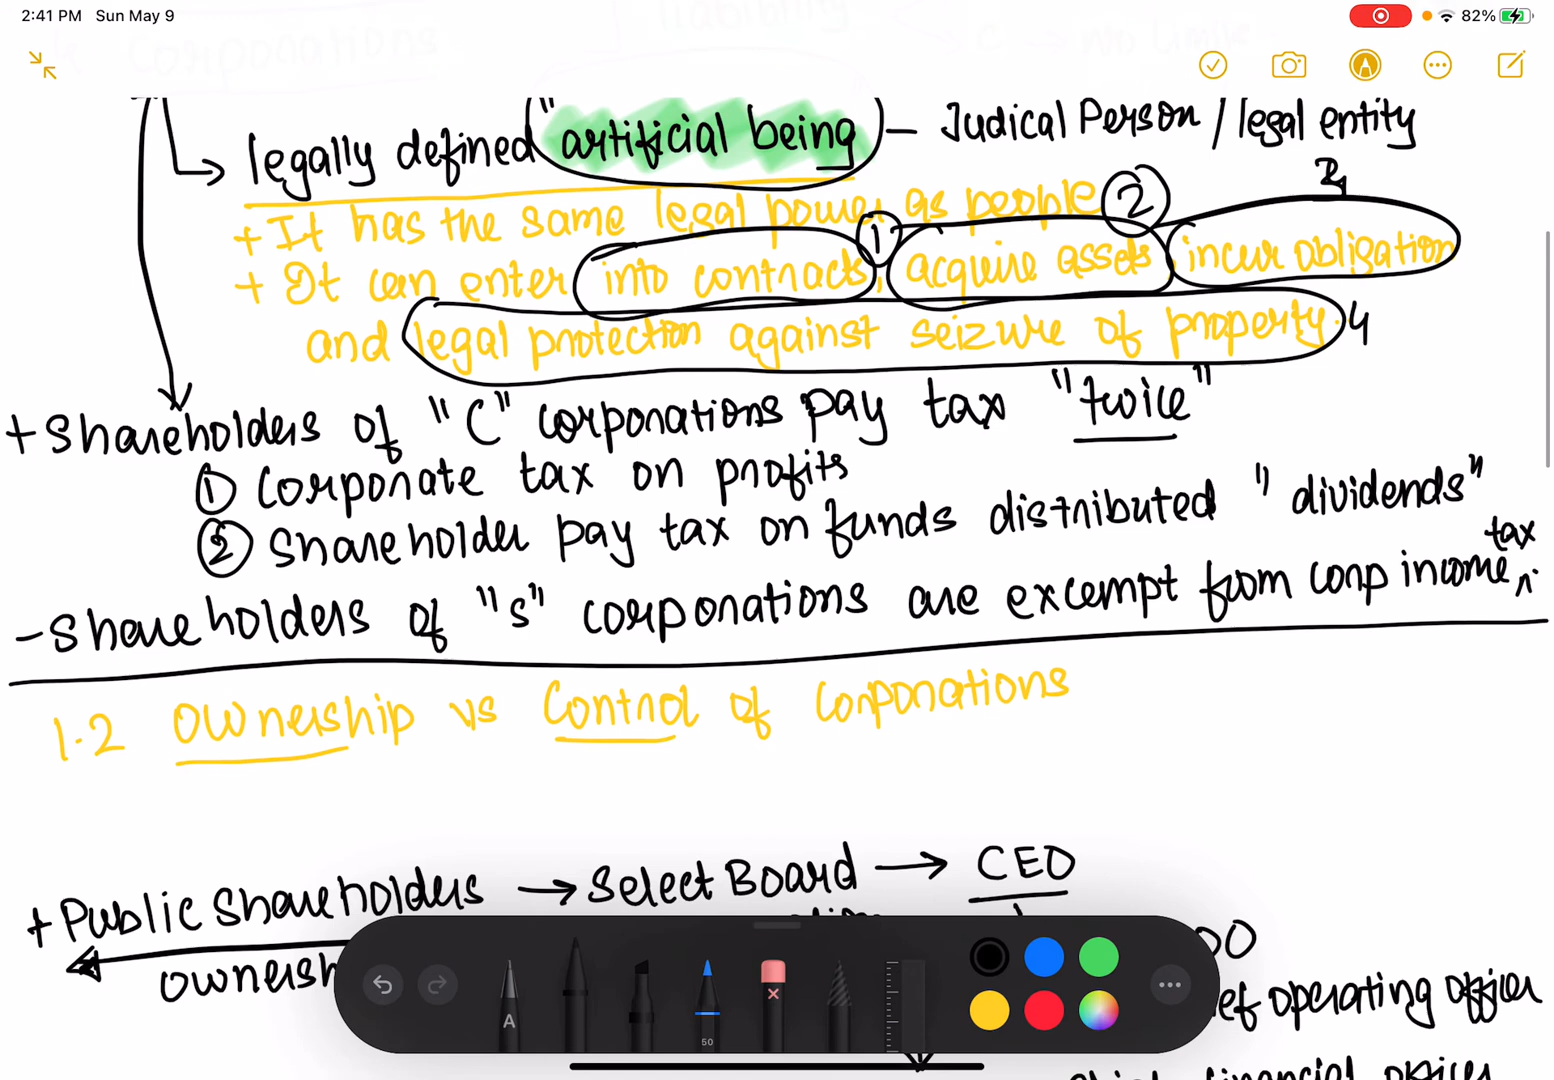 2:41 PM Sun May 9
82%
legally defined "artificial being – Judical Person / legal entity
+ It has the same legal power as people
+ It can enter into contracts, acquire assets, incur obligation
1
2
and legal protection against seizure of property. 4
+ Shareholders of "C" corporations pay tax "twice"
① Corporate tax on profits
② Shareholder pay tax on funds distributed "dividends"
- Shareholders of "S" corporations are excempt from corp income tax.
1.2 Ownership vs Control of Corporations
+ Public Shareholders → Select Board → CEO
operating officer
A
50